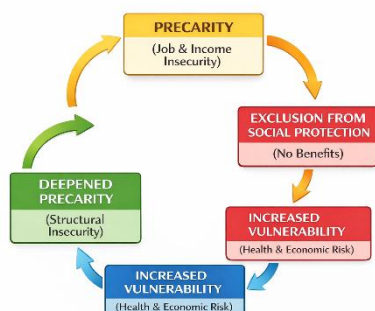 PRECARITY
(Job & Income
Insecurity)
EXCLUSION FROM
SOCIAL PROTECTION
(No Benefits)
INCREASED
VULNERABILITY
(Health & Economic Risk)
INCREASED
VULNERABILITY
(Health & Economic Risk)
DEEPENED
PRECARITY
(Structural
Insecurity)